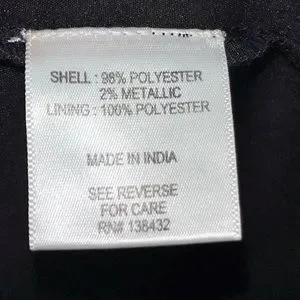 SHELL : 98% POLYESTER
2% METALLIC
LINING : 100% POLYESTER
MADE IN INDIA
SEE REVERSE
FOR CARE
RN# 138432